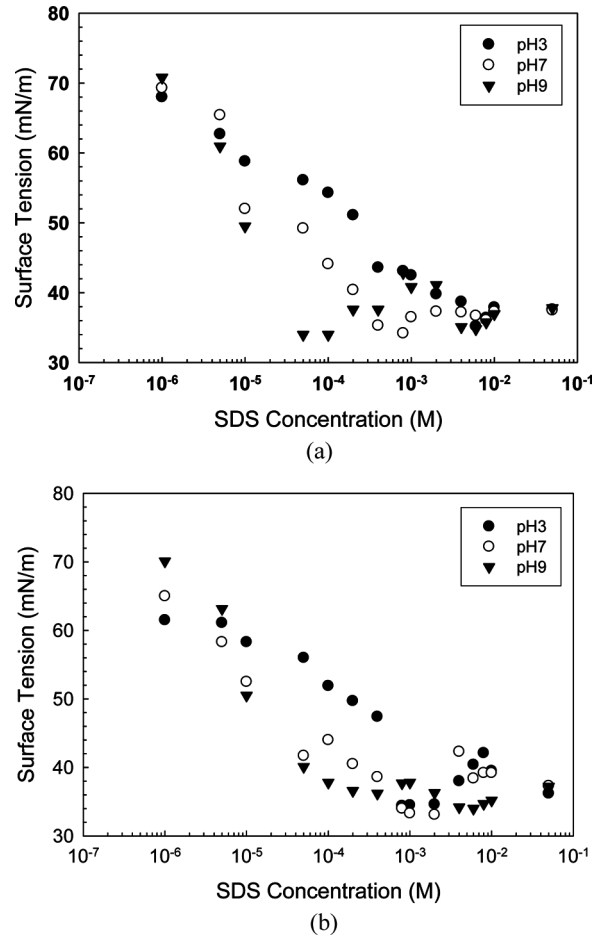 80
70
60
50
40
30
Surface Tension (mN/m)
pH3
pH7
pH9
10-7 10-6 10-5 10-4 10-3 10-2 10-1
SDS Concentration (M)
(a)
80
70
60
50
40
30
Surface Tension (mN/m)
pH3
pH7
pH9
10-7 10-6 10-5 10-4 10-3 10-2 10-1
SDS Concentration (M)
(b)